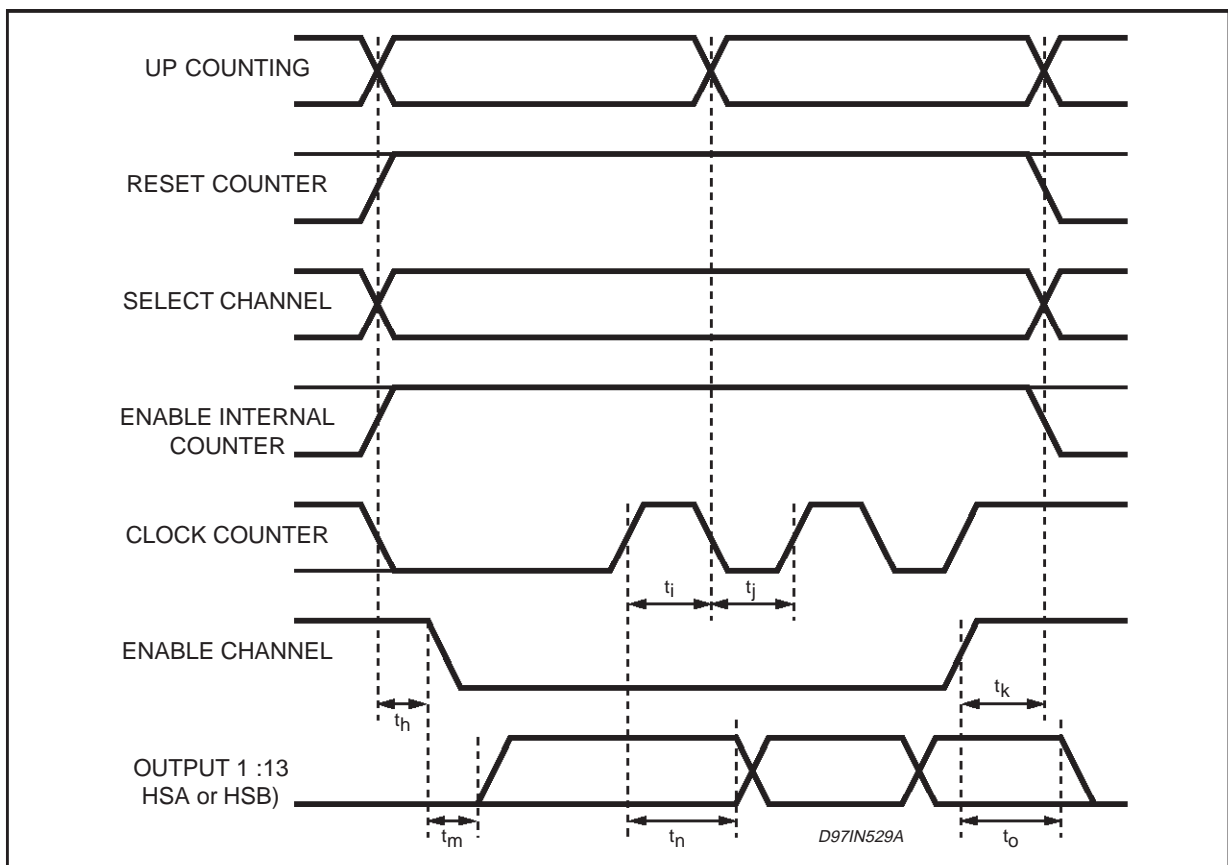 UP COUNTING
RESET COUNTER
SELECT CHANNEL
ENABLE INTERNAL
COUNTER
CLOCK COUNTER
ti
tj
ENABLE CHANNEL
tk
th
OUTPUT 1 :13
HSA or HSB)
tm
tn
D97IN529A
to